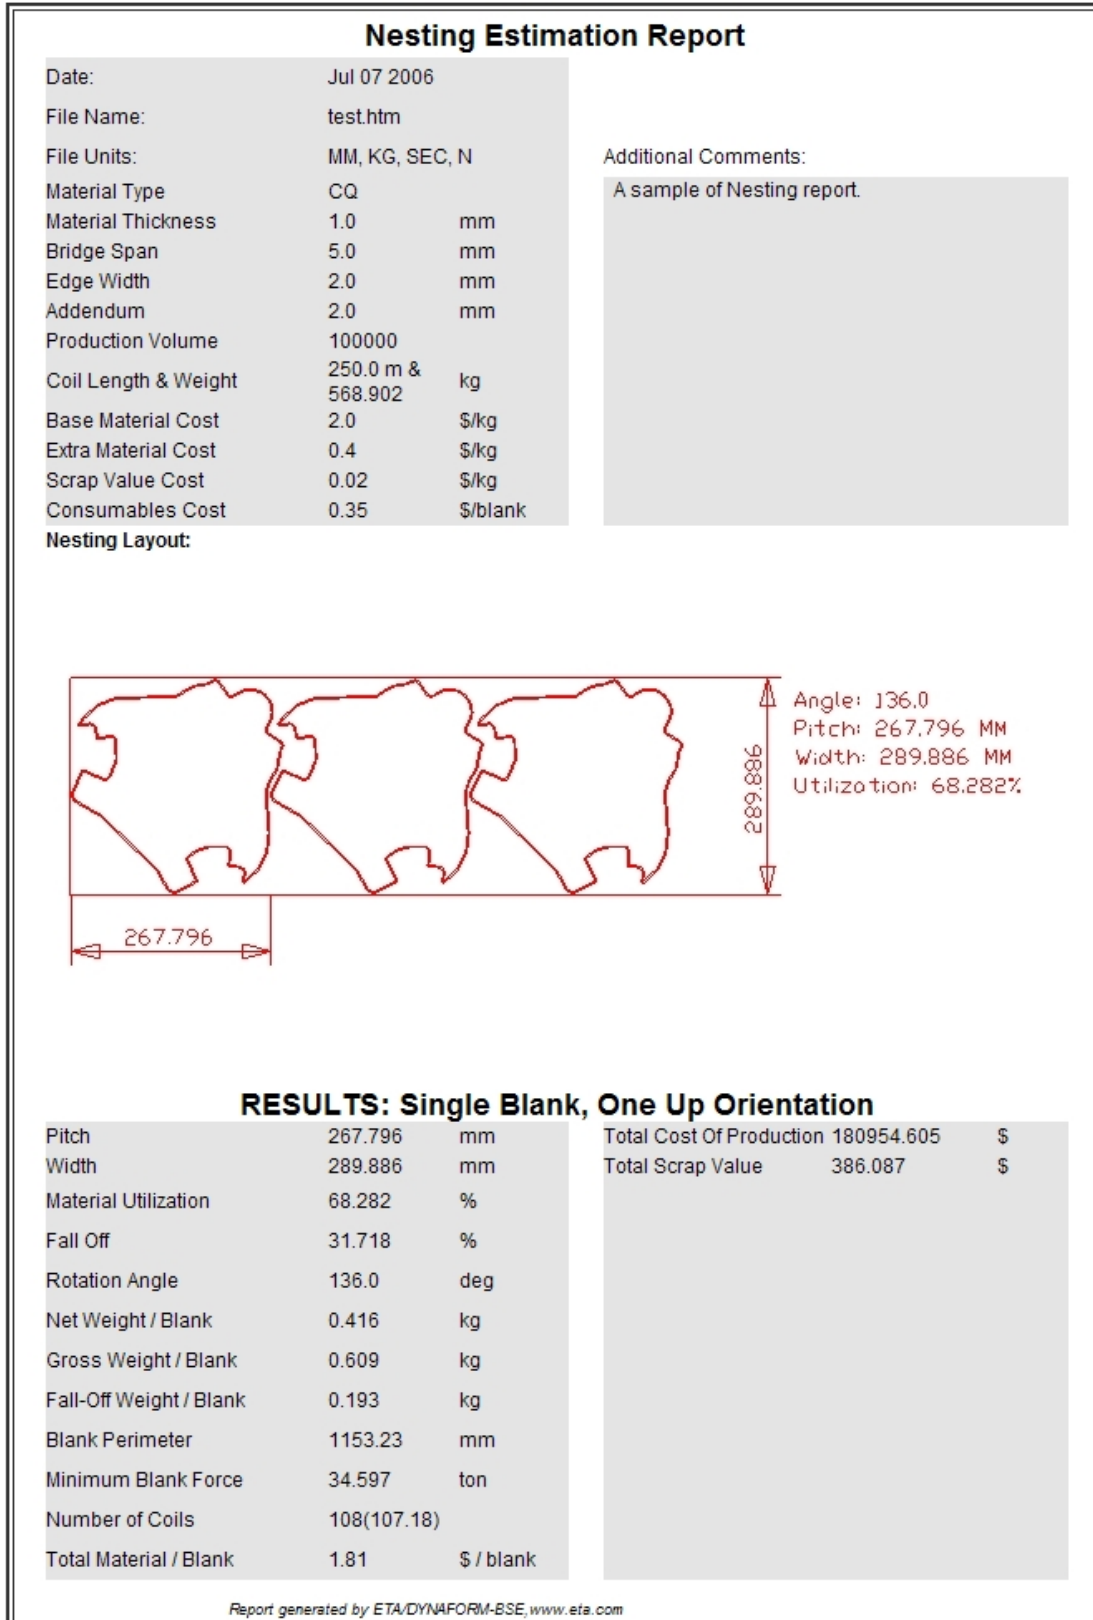 Nesting Estimation Report
Date: Jul 07 2006
File Name: test.htm
File Units: MM, KG, SEC, N
Material Type CQ
Material Thickness 1.0 mm
Bridge Span 5.0 mm
Edge Width 2.0 mm
Addendum 2.0 mm
Production Volume 100000
Coil Length & Weight 250.0 m & 568.902 kg
Base Material Cost 2.0 $/kg
Extra Material Cost 0.4 $/kg
Scrap Value Cost 0.02 $/kg
Consumables Cost 0.35 $/blank
Additional Comments:
A sample of Nesting report.
Nesting Layout:
Angle: 136.0
Pitch: 267.796 MM
Width: 289.886 MM
Utilization: 68.282%
289.886
267.796
RESULTS: Single Blank, One Up Orientation
Pitch 267.796 mm
Width 289.886 mm
Material Utilization 68.282 %
Fall Off 31.718 %
Rotation Angle 136.0 deg
Net Weight / Blank 0.416 kg
Gross Weight / Blank 0.609 kg
Fall-Off Weight / Blank 0.193 kg
Blank Perimeter 1153.23 mm
Minimum Blank Force 34.597 ton
Number of Coils 108(107.18)
Total Material / Blank 1.81 $ / blank
Total Cost Of Production 180954.605 $
Total Scrap Value 386.087 $
Report generated by ETA/DYNAFORM-BSE, www.eta.com